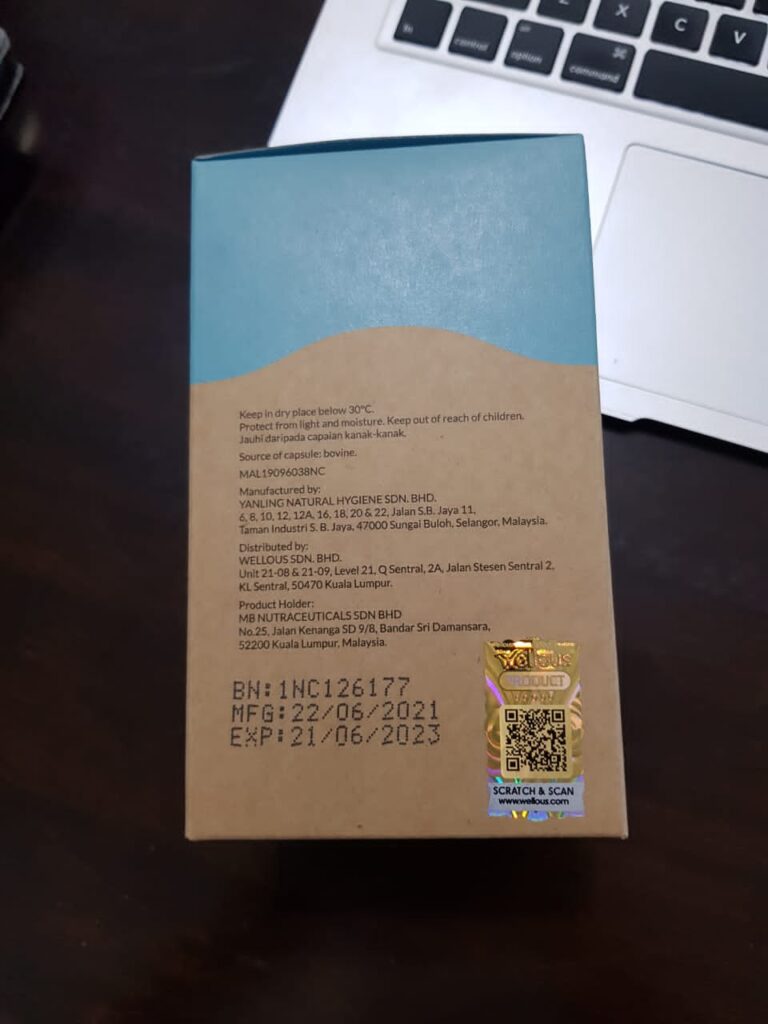 Z
X
C
V
fn
control
option
⌘
command
Keep in dry place below 30°C.
Protect from light and moisture. Keep out of reach of children.
Jauhi daripada capaian kanak-kanak.
Source of capsule: bovine.
MAL19096038NC
Manufactured by:
YANLING NATURAL HYGIENE SDN. BHD.
6, 8, 10, 12, 12A, 16, 18, 20 & 22, Jalan S.B. Jaya 11,
Taman Industri S. B. Jaya, 47000 Sungai Buloh, Selangor, Malaysia.
Distributed by:
WELLOUS SDN. BHD.
Unit 21-08 & 21-09, Level 21, Q Sentral, 2A, Jalan Stesen Sentral 2,
KL Sentral, 50470 Kuala Lumpur.
Product Holder:
MB NUTRACEUTICALS SDN BHD
No.25, Jalan Kenanga SD 9/8, Bandar Sri Damansara,
52200 Kuala Lumpur, Malaysia.
BN:1NC126177
MFG:22/06/2021
EXP:21/06/2023
wellous
PRODUCT
SCRATCH & SCAN
www.wellous.com